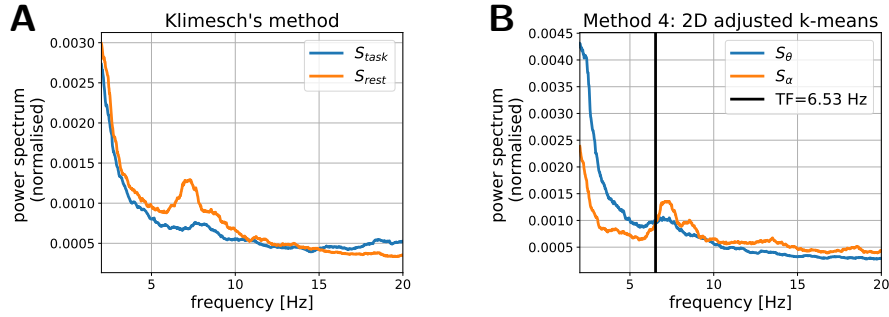 A
Klimesch's method
power spectrum
(normalised)
0.0030
0.0025
0.0020
0.0015
0.0010
0.0005
S_task
S_rest
5
10
15
20
frequency [Hz]
B
Method 4: 2D adjusted k-means
power spectrum
(normalised)
0.0045
0.0040
0.0035
0.0030
0.0025
0.0020
0.0015
0.0010
0.0005
S_θ
S_α
TF=6.53 Hz
5
10
15
20
frequency [Hz]